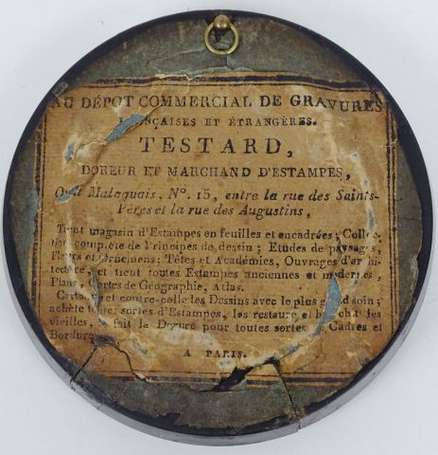 AU DÉPOT COMMERCIAL DE GRAVURES
FRANÇAISES ET ÉTRANGÈRES.
TESTARD,
DOREUR ET MARCHAND D'ESTAMPES,
Quai Malaquais, N°. 15, entre la rue des Saints-
Pères et la rue des Augustins,
Tient magasin d'Estampes en feuilles et encadrées; Collec-
tion complète de Principes de dessin; Etudes de paysages,
Fleurs et Ornemens; Têtes et Académies, Ouvrages d'archi-
tecture, et tient toutes Estampes anciennes et modernes,
Plans, Cartes de Géographie, Atlas.
et contre-colle les Dessins avec le plus grand soin;
achète toutes sortes d'Estampes, les restaure et les
vieilles, fait la Dorure pour toutes sortes de Cadres et
Bordures.
A PARIS.